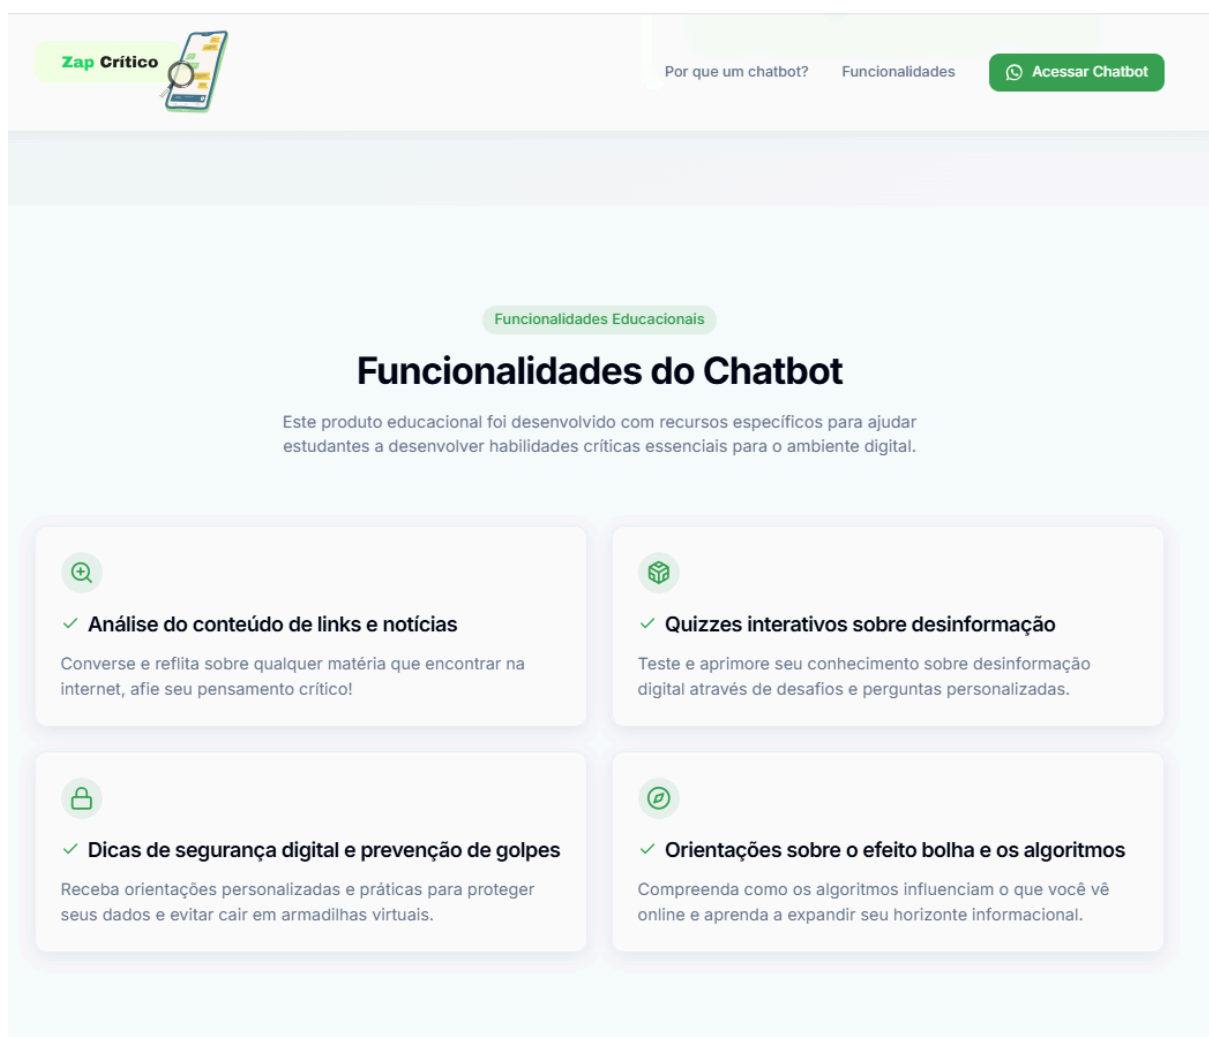 Zap Crítico
Por que um chatbot?
Funcionalidades
Acessar Chatbot
Funcionalidades Educacionais
Funcionalidades do Chatbot
Este produto educacional foi desenvolvido com recursos específicos para ajudar
estudantes a desenvolver habilidades críticas essenciais para o ambiente digital.
Análise do conteúdo de links e notícias
Converse e reflita sobre qualquer matéria que encontrar na
internet, afie seu pensamento crítico!
Quizzes interativos sobre desinformação
Teste e aprimore seu conhecimento sobre desinformação
digital através de desafios e perguntas personalizadas.
Dicas de segurança digital e prevenção de golpes
Receba orientações personalizadas e práticas para proteger
seus dados e evitar cair em armadilhas virtuais.
Orientações sobre o efeito bolha e os algoritmos
Compreenda como os algoritmos influenciam o que você vê
online e aprenda a expandir seu horizonte informacional.